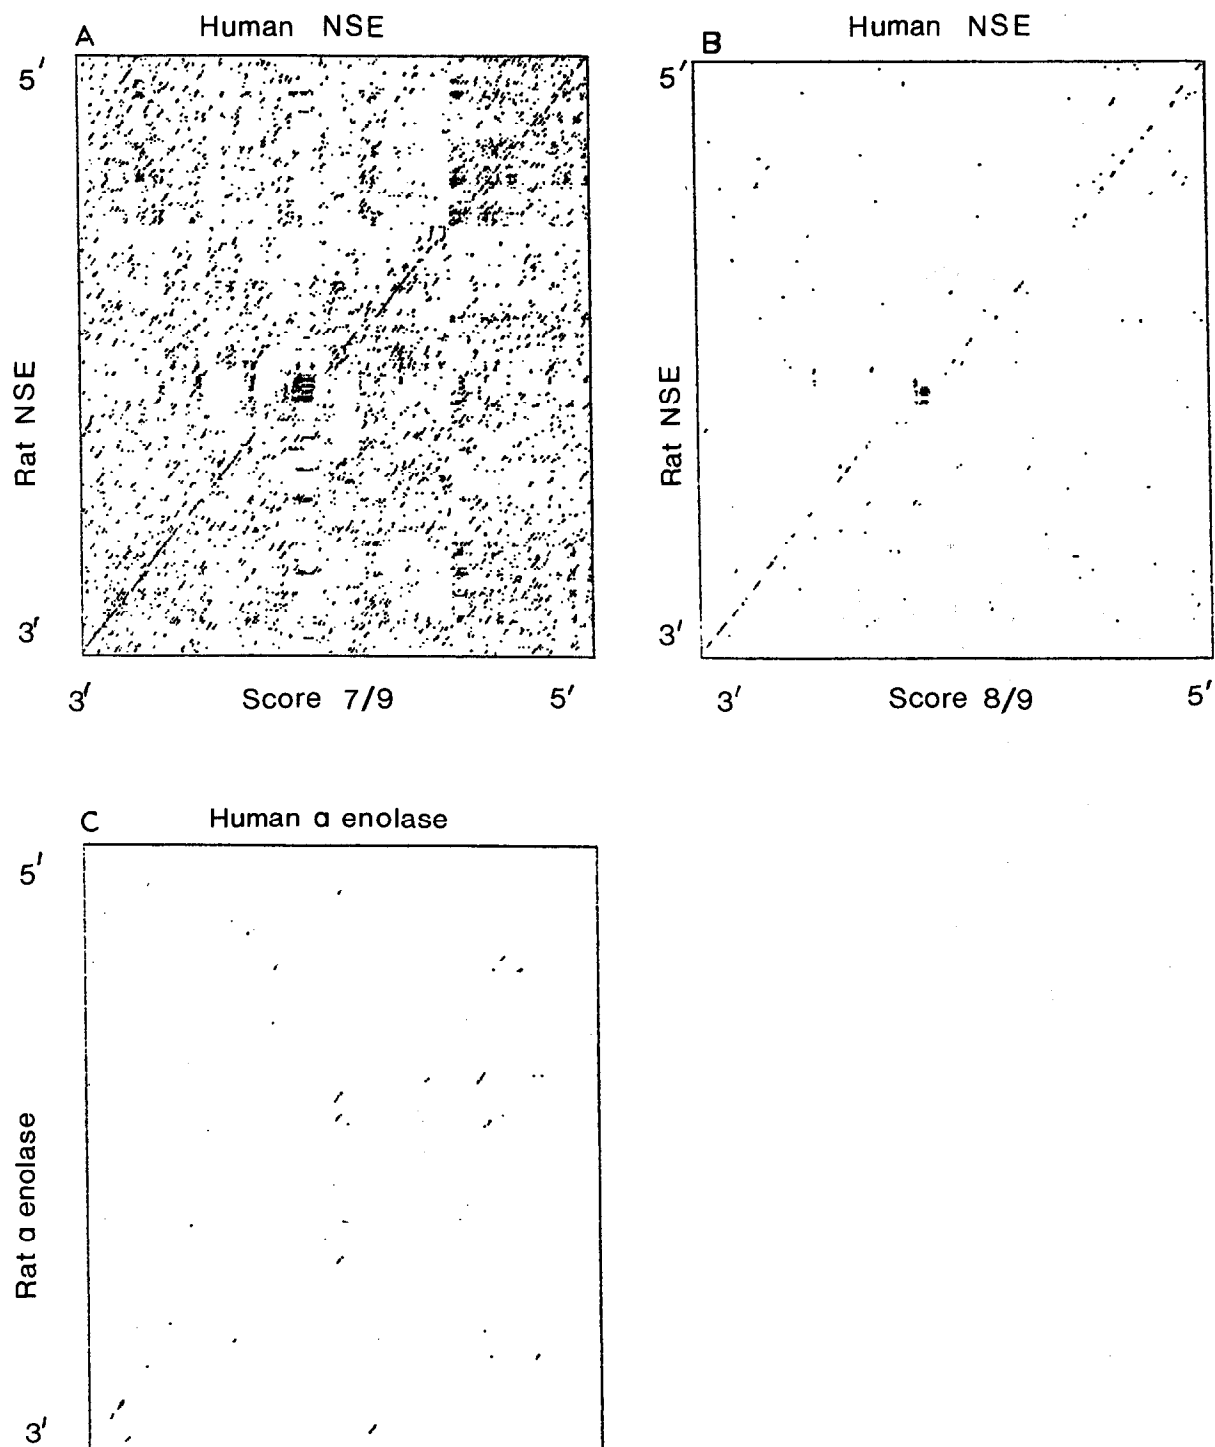 A
Human NSE
5'
Rat NSE
3'
3'
Score 7/9
5'
B
Human NSE
5'
Rat NSE
3'
3'
Score 8/9
5'
C
Human α enolase
5'
Rat α enolase
3'